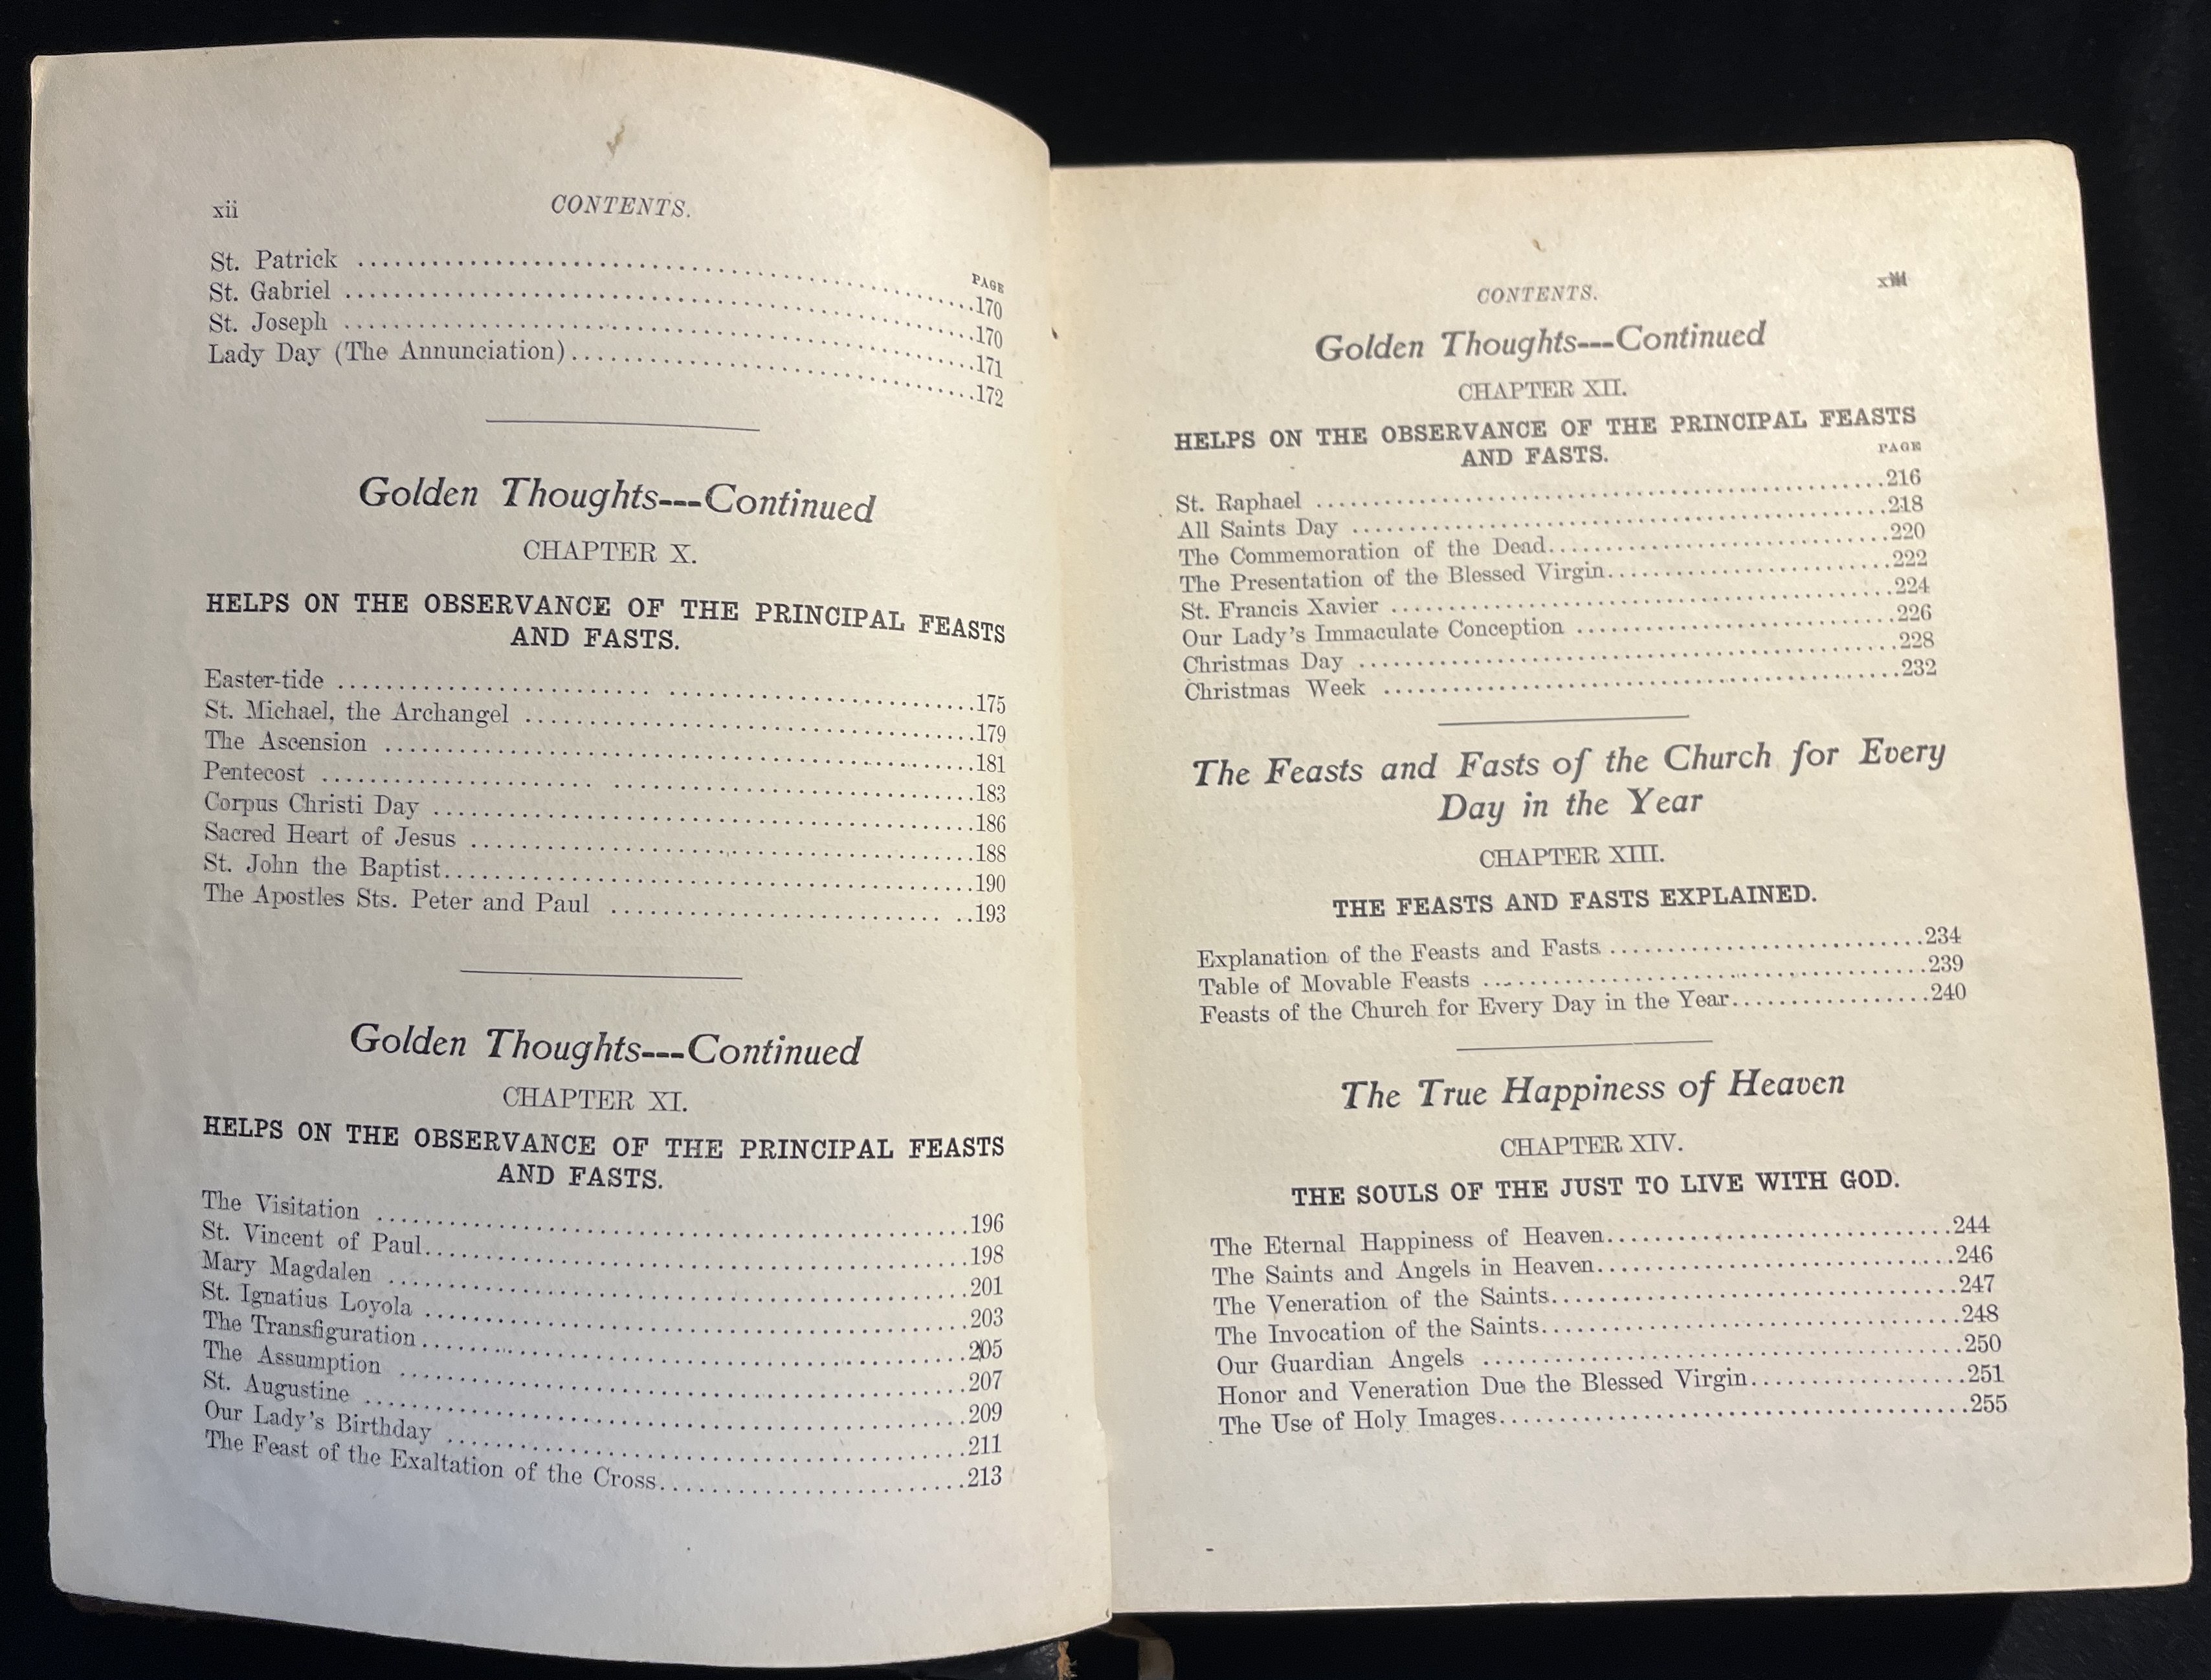 xii
CONTENTS.
PAGE
St. Patrick ........................................170
St. Gabriel ........................................170
St. Joseph ........................................171
Lady Day (The Annunciation)........................................172
Golden Thoughts---Continued
CHAPTER X.
HELPS ON THE OBSERVANCE OF THE PRINCIPAL FEASTS
AND FASTS.
Easter-tide ........................................175
St. Michael, the Archangel ........................................179
The Ascension ........................................181
Pentecost ........................................183
Corpus Christi Day ........................................186
Sacred Heart of Jesus ........................................188
St. John the Baptist........................................190
The Apostles Sts. Peter and Paul ........................................193
Golden Thoughts---Continued
CHAPTER XI.
HELPS ON THE OBSERVANCE OF THE PRINCIPAL FEASTS
AND FASTS.
The Visitation ........................................196
St. Vincent of Paul........................................198
Mary Magdalen ........................................201
St. Ignatius Loyola ........................................203
The Transfiguration........................................205
The Assumption ........................................207
St. Augustine ........................................209
Our Lady's Birthday ........................................211
The Feast of the Exaltation of the Cross........................................213
CONTENTS.
xiii
Golden Thoughts---Continued
CHAPTER XII.
HELPS ON THE OBSERVANCE OF THE PRINCIPAL FEASTS
AND FASTS.
PAGE
St. Raphael ........................................216
All Saints Day ........................................218
The Commemoration of the Dead........................................220
The Presentation of the Blessed Virgin........................................222
St. Francis Xavier ........................................224
Our Lady's Immaculate Conception ........................................226
Christmas Day ........................................228
Christmas Week ........................................232
The Feasts and Fasts of the Church for Every
Day in the Year
CHAPTER XIII.
THE FEASTS AND FASTS EXPLAINED.
Explanation of the Feasts and Fasts ........................................234
Table of Movable Feasts ........................................239
Feasts of the Church for Every Day in the Year........................................240
The True Happiness of Heaven
CHAPTER XIV.
THE SOULS OF THE JUST TO LIVE WITH GOD.
The Eternal Happiness of Heaven........................................244
The Saints and Angels in Heaven........................................246
The Veneration of the Saints........................................247
The Invocation of the Saints........................................248
Our Guardian Angels ........................................250
Honor and Veneration Due the Blessed Virgin........................................251
The Use of Holy Images........................................255